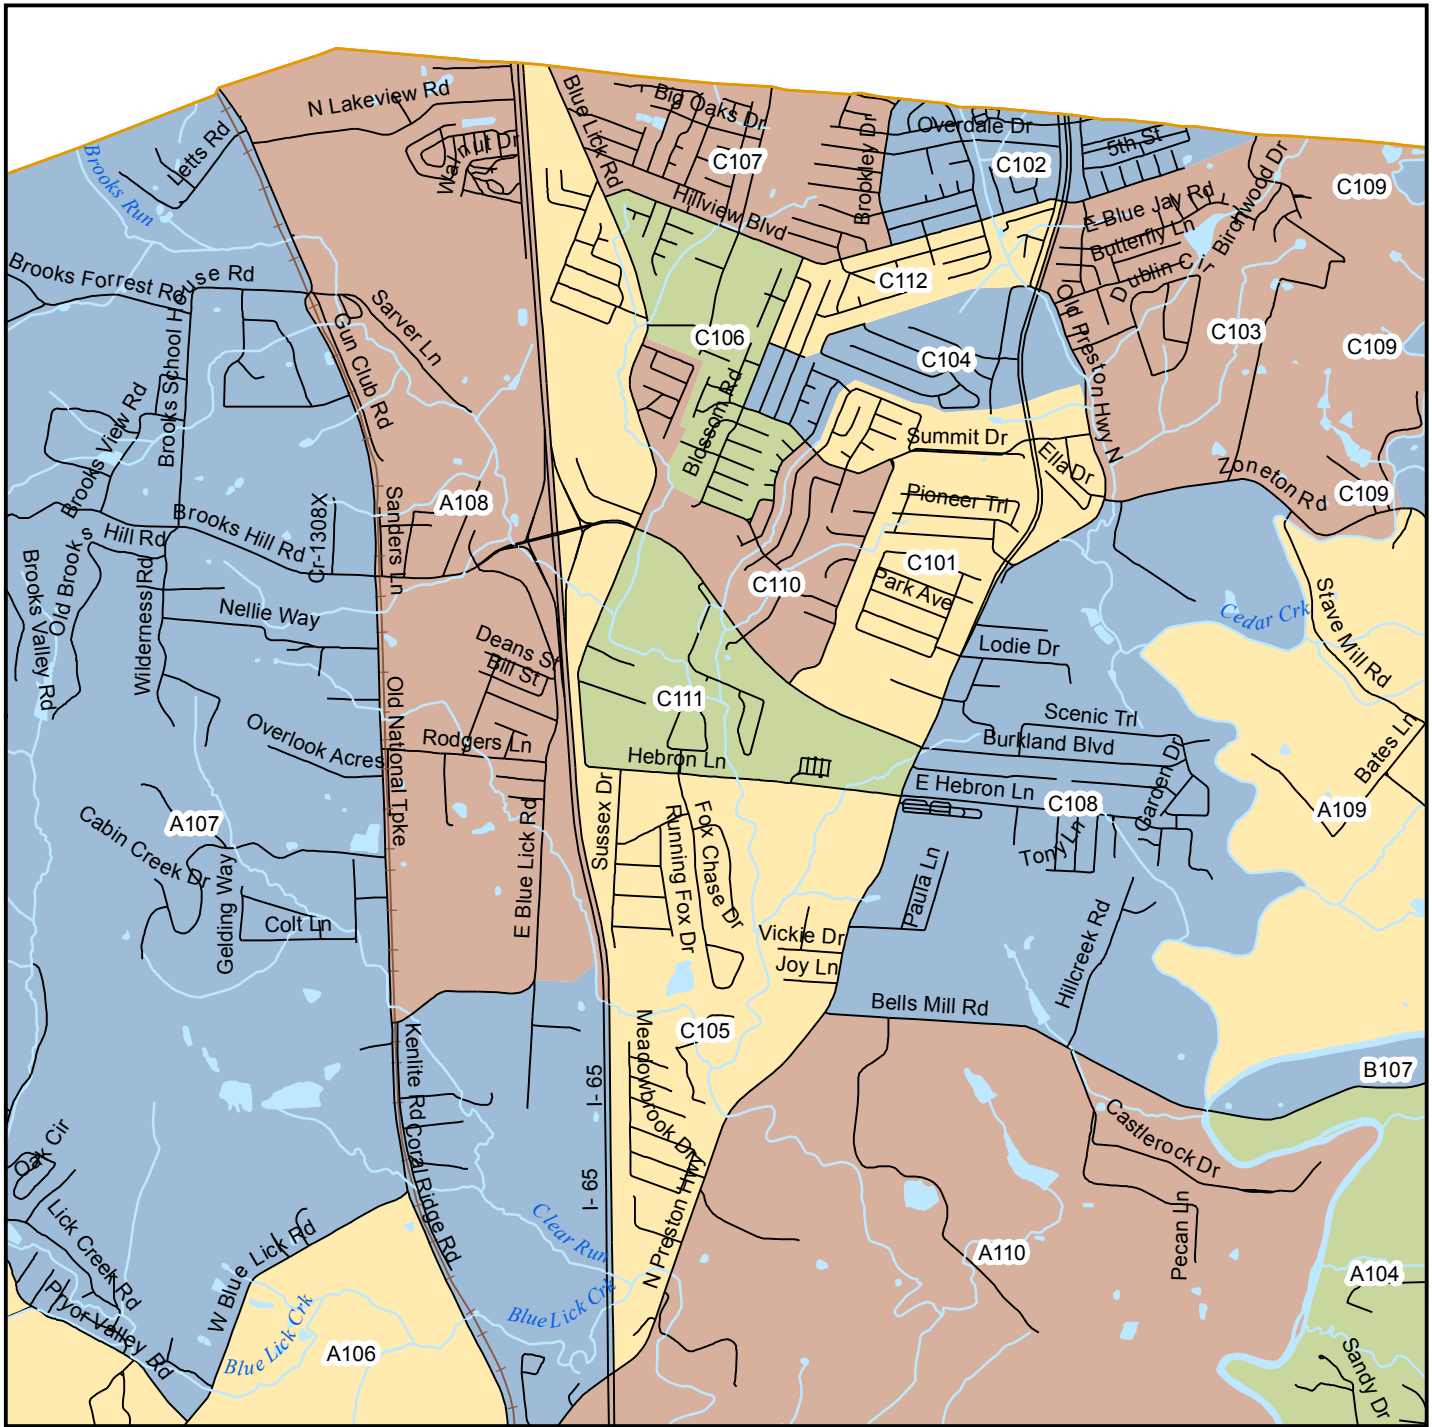 N Lakeview Rd
Letts Rd
Brooks Run
Walnut Dr
Blue Lick Rd
Big Oaks Dr
C107
Hillview Blvd
Brookley Dr
Overdale Dr
C102
5th St
C109
E Blue Jay Rd
Butterfly Ln
Birchwood Dr
Dublin C
C112
C103
C109
Old Preston Hwy N
C104
C106
Blossom Rd
Brooks Forrest Rd
Brooks School House Rd
Sarver Ln
Gun Club Rd
Brooks View Rd
Summit Dr
Ella Dr
Pioneer Trl
Zoneton Rd
C109
A108
Sanders Ln
Cr-1308X
Brooks Hill Rd
Old Brooks Hill Rd
Brooks Valley Rd
Wilderness Rd
Nellie Way
Deans St
Bill St
C110
C101
Park Ave
Lodie Dr
Cedar Crk
Stave Mill Rd
Bates Ln
A109
C111
Hebron Ln
Scenic Trl
Burkland Blvd
E Hebron Ln
Garden Dr
C108
Tony Ln
Paula Ln
Hillcreek Rd
Overlook Acres
Old National Tpke
Rodgers Ln
E Blue Lick Rd
Sussex Dr
Running Fox Dr
Fox Chase Dr
Vickie Dr
Joy Ln
A107
Cabin Creek Dr
Gelding Way
Colt Ln
Bells Mill Rd
C105
Meadowbrook Dr
Kenlite Rd
Coral Ridge Rd
I- 65
I- 65
B107
Castlerock Dr
Pecan Ln
A110
A104
Sandy Dr
N Preston Hwy
Clear Run
Blue Lick Crk
Oak Cir
Lick Creek Rd
Pryor Valley Rd
W Blue Lick Rd
Blue Lick Crk
A106